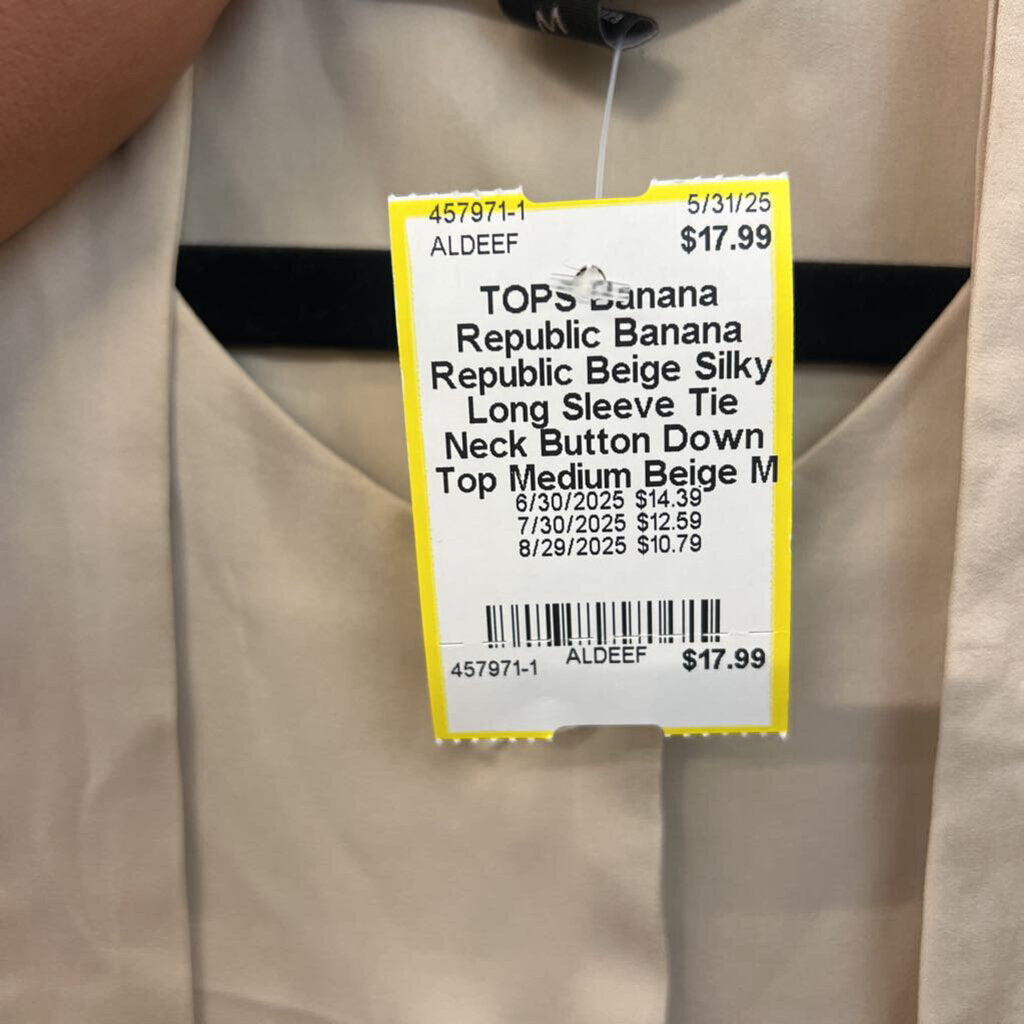 M
457971-1 5/31/25
ALDEEF $17.99
TOPS Banana
Republic Banana
Republic Beige Silky
Long Sleeve Tie
Neck Button Down
Top Medium Beige M
6/30/2025 $14.39
7/30/2025 $12.59
8/29/2025 $10.79
457971-1 ALDEEF $17.99